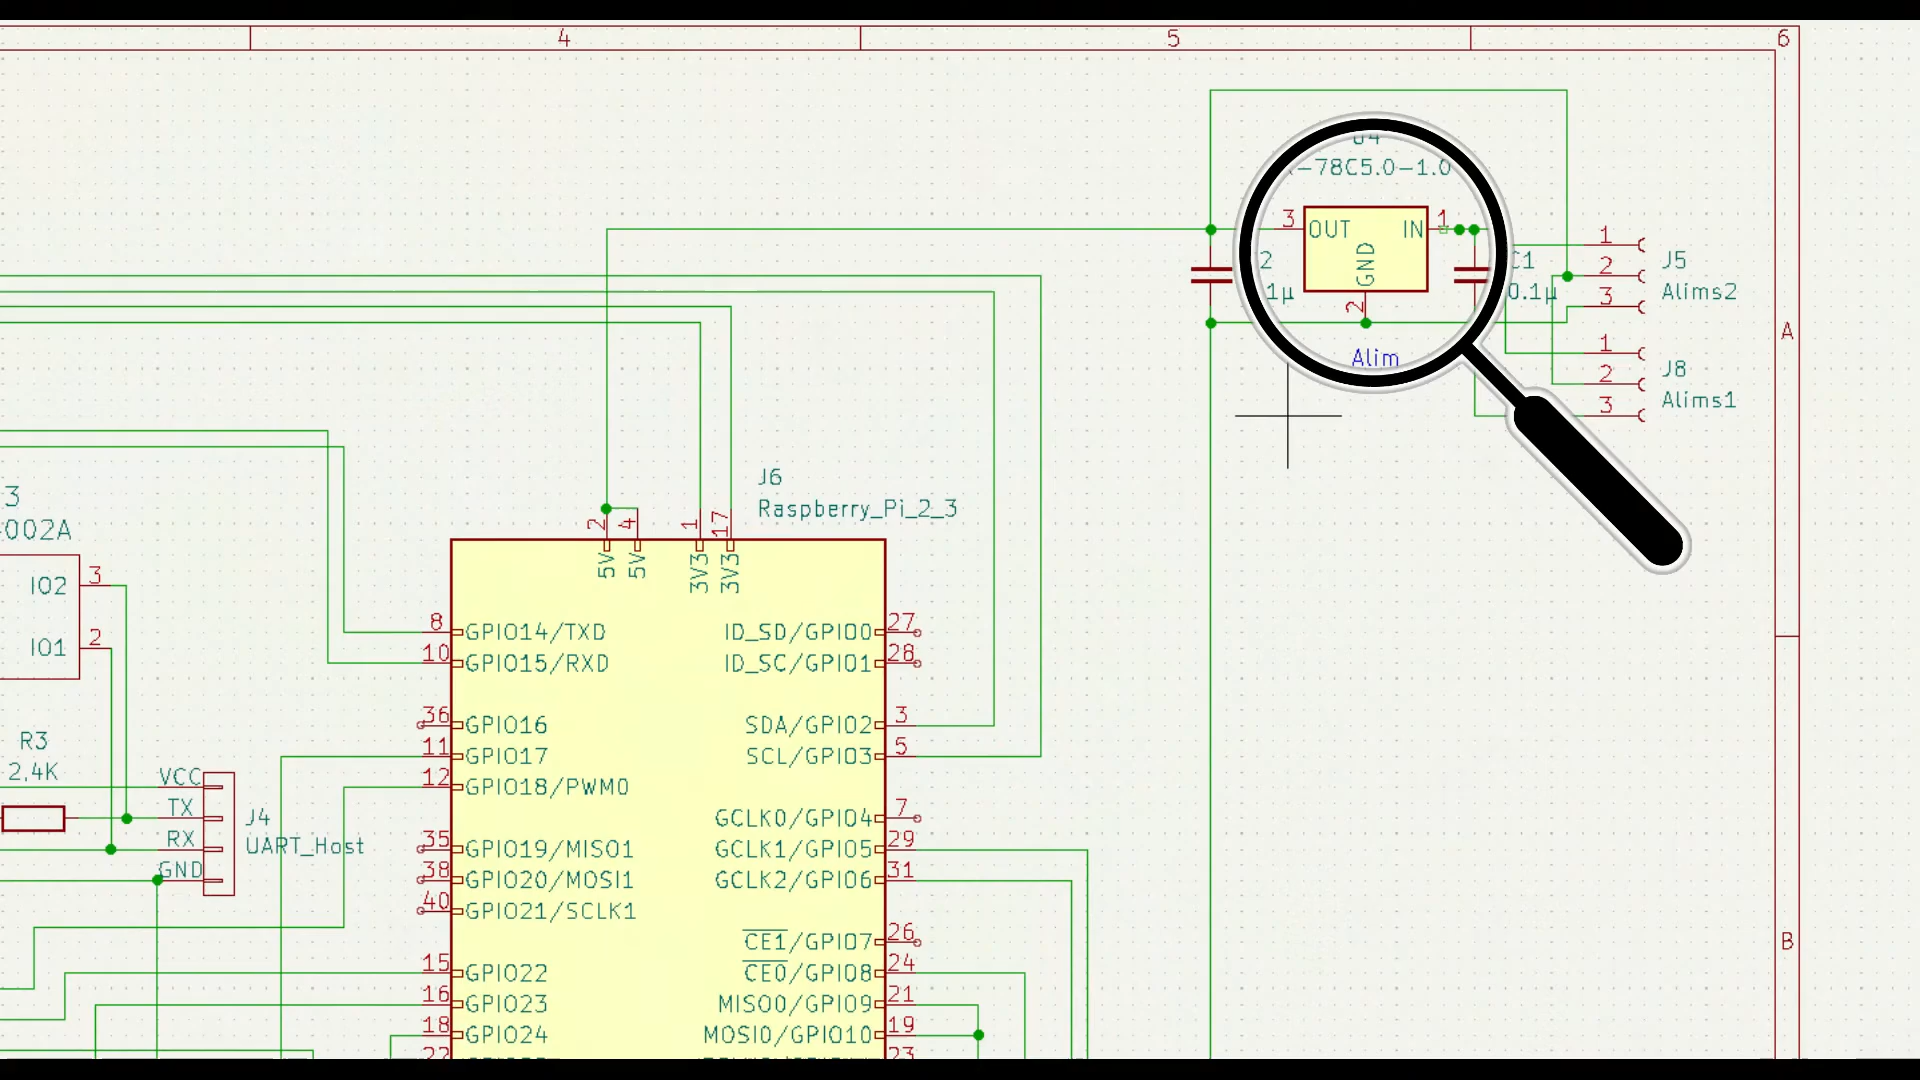 4
5
6
-78C5.0-1.0
3
OUT
IN
1
GND
2
2
1µ
C1
0.1µ
1
2
3
J5
Alims2
A
Alim
1
2
3
J8
Alims1
J6
Raspberry_Pi_2_3
3
002A
2
4
1
17
5V
5V
3V3
3V3
IO2
3
IO1
2
8
GPIO14/TXD
ID_SD/GPIO0
27
10
GPIO15/RXD
ID_SC/GPIO1
28
36
GPIO16
SDA/GPIO2
3
11
GPIO17
SCL/GPIO3
5
12
GPIO18/PWM0
GCLK0/GPIO4
7
35
GPIO19/MISO1
GCLK1/GPIO5
29
38
GPIO20/MOSI1
GCLK2/GPIO6
31
40
GPIO21/SCLK1
CE1/GPIO7
26
15
GPIO22
CE0/GPIO8
24
16
GPIO23
MISO0/GPIO9
21
18
GPIO24
MOSI0/GPIO10
19
22
23
R3
2,4K
VCC
TX
RX
GND
J4
UART_Host
B